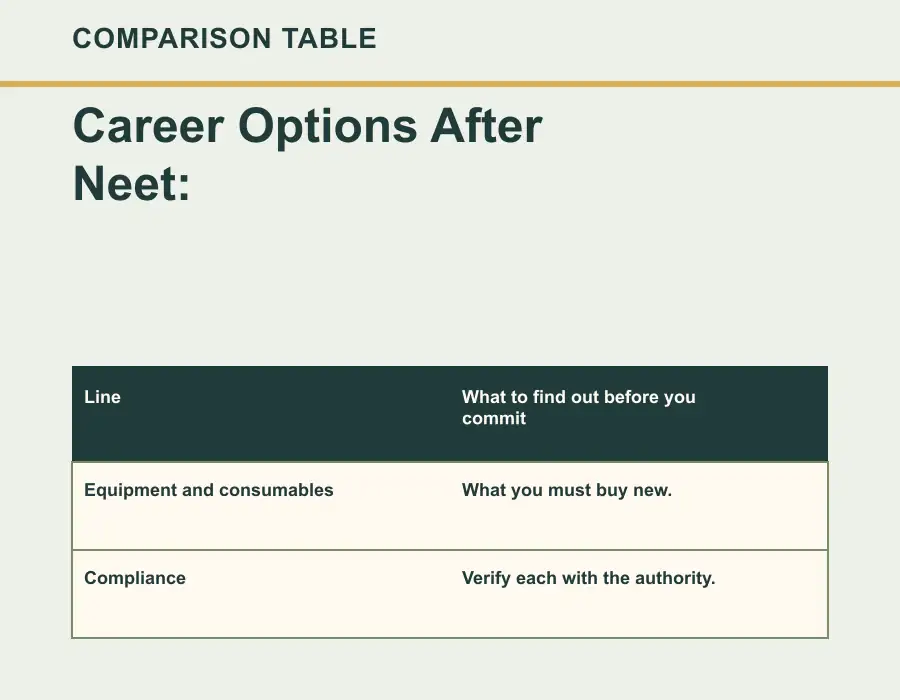 COMPARISON TABLE
Career Options After
Neet:
Line
What to find out before you
commit
Equipment and consumables
What you must buy new.
Compliance
Verify each with the authority.